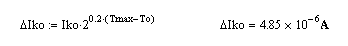 ΔIko := Iko·2^0.2·(Tmax−To) ΔIko = 4.85 × 10^−6 A